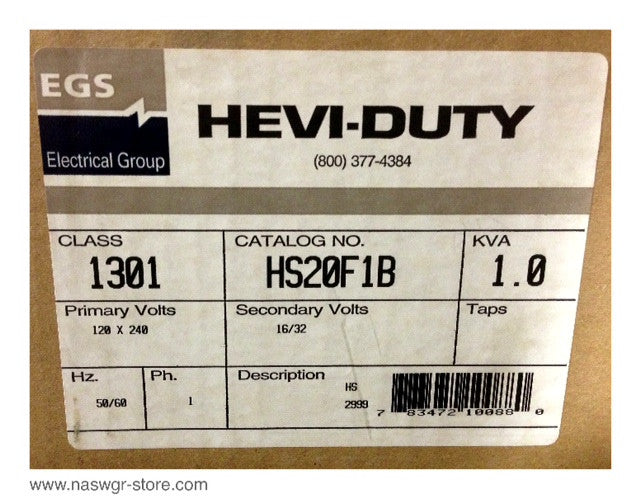 EGS
Electrical Group
HEVI-DUTY
(800) 377-4384
CLASS CATALOG NO. KVA
1301 HS20F1B 1.0
Primary Volts Secondary Volts Taps
120 X 240 16/32
Hz. Ph. Description
50/60 1 HS
2999
7 83472 10088 0
www.naswgr-store.com